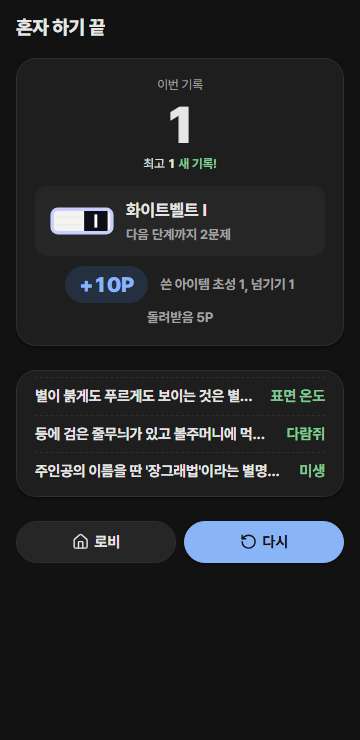 혼자 하기 끝
이번 기록
1
최고 1 새 기록!
I
화이트벨트 I
다음 단계까지 2문제
+10P 쓴 아이템 초성 1, 넘기기 1
돌려받음 5P
별이 붉게도 푸르게도 보이는 것은 별... 표면 온도
등에 검은 줄무늬가 있고 볼주머니에 먹... 다람쥐
주인공의 이름을 딴 '장그래법'이라는 별명... 미생
로비 다시